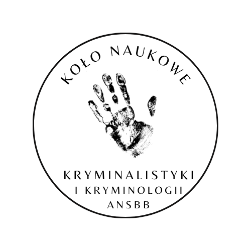 KOŁO NAUKOWE
KRYMINALISTYKI
I KRYMINOLOGII
ANSBB